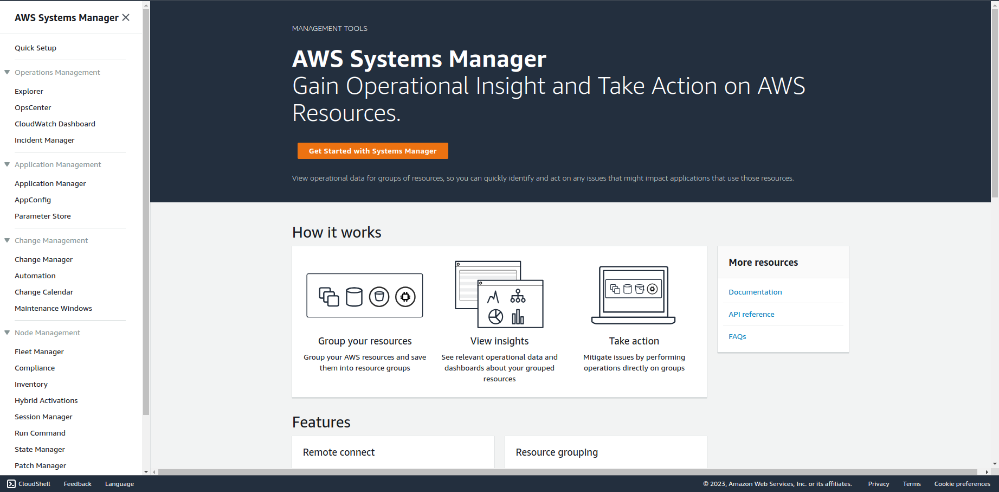 AWS Systems Manager
Quick Setup
Operations Management
Explorer
OpsCenter
CloudWatch Dashboard
Incident Manager
Application Management
Application Manager
AppConfig
Parameter Store
Change Management
Change Manager
Automation
Change Calendar
Maintenance Windows
Node Management
Fleet Manager
Compliance
Inventory
Hybrid Activations
Session Manager
Run Command
State Manager
Patch Manager
MANAGEMENT TOOLS
AWS Systems Manager
Gain Operational Insight and Take Action on AWS
Resources.
Get Started with Systems Manager
View operational data for groups of resources, so you can quickly identify and act on any issues that might impact applications that use those resources.
How it works
Group your resources
Group your AWS resources and save
them into resource groups
View insights
See relevant operational data and
dashboards about your grouped
resources
Take action
Mitigate issues by performing
operations directly on groups
More resources
Documentation
API reference
FAQs
Features
Remote connect
Resource grouping
CloudShell
Feedback
Language
© 2023, Amazon Web Services, Inc. or its affiliates.
Privacy
Terms
Cookie preferences